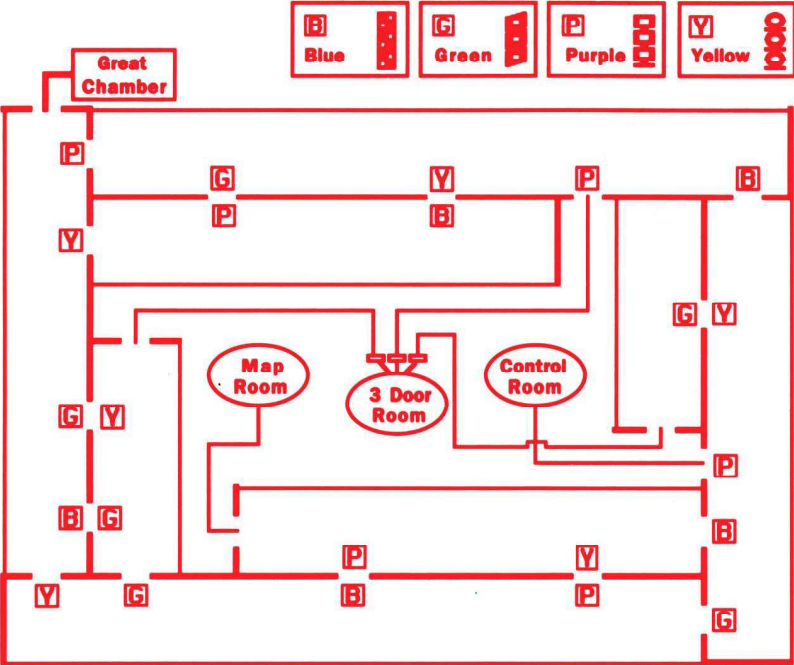 B
Blue
G
Green
P
Purple
Y
Yellow
Great
Chamber
P
G
Y
P
B
P
B
Y
G Y
Map
Room
Control
Room
3 Door
Room
G Y
P
B G
B
P
Y
Y
G
B
P
G